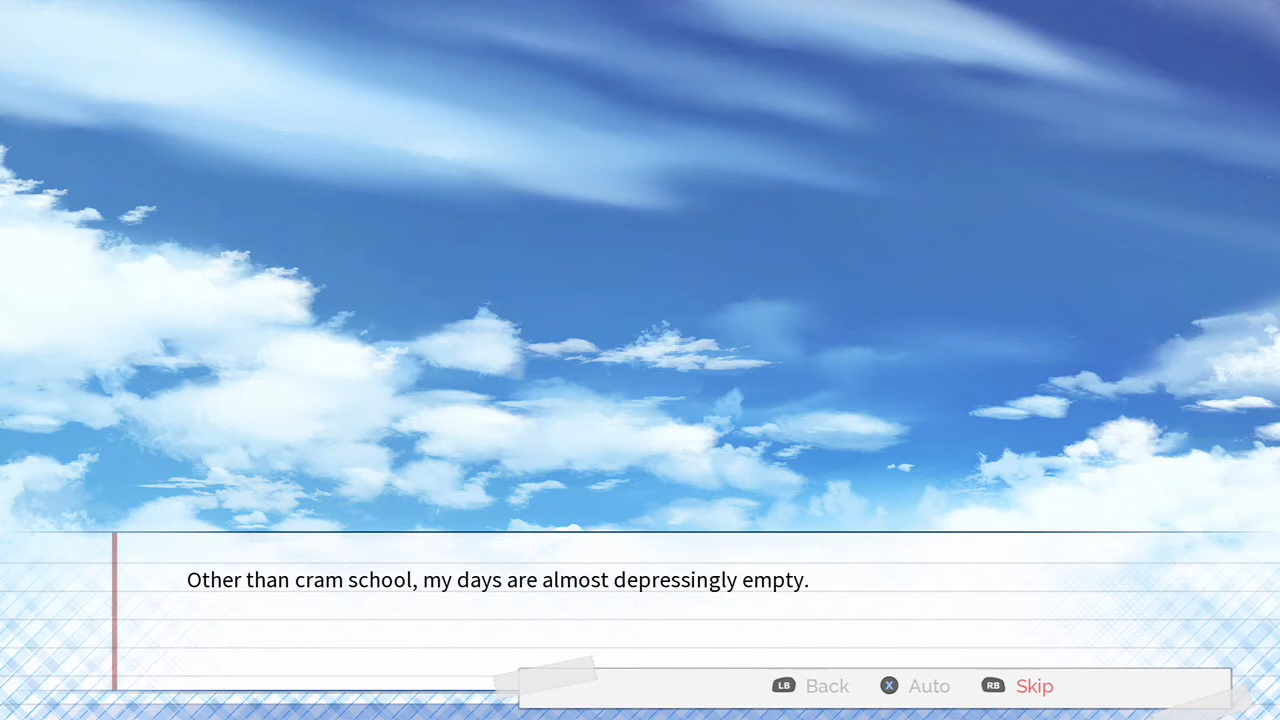 Other than cram school, my days are almost depressingly empty.
LB Back X Auto RB Skip